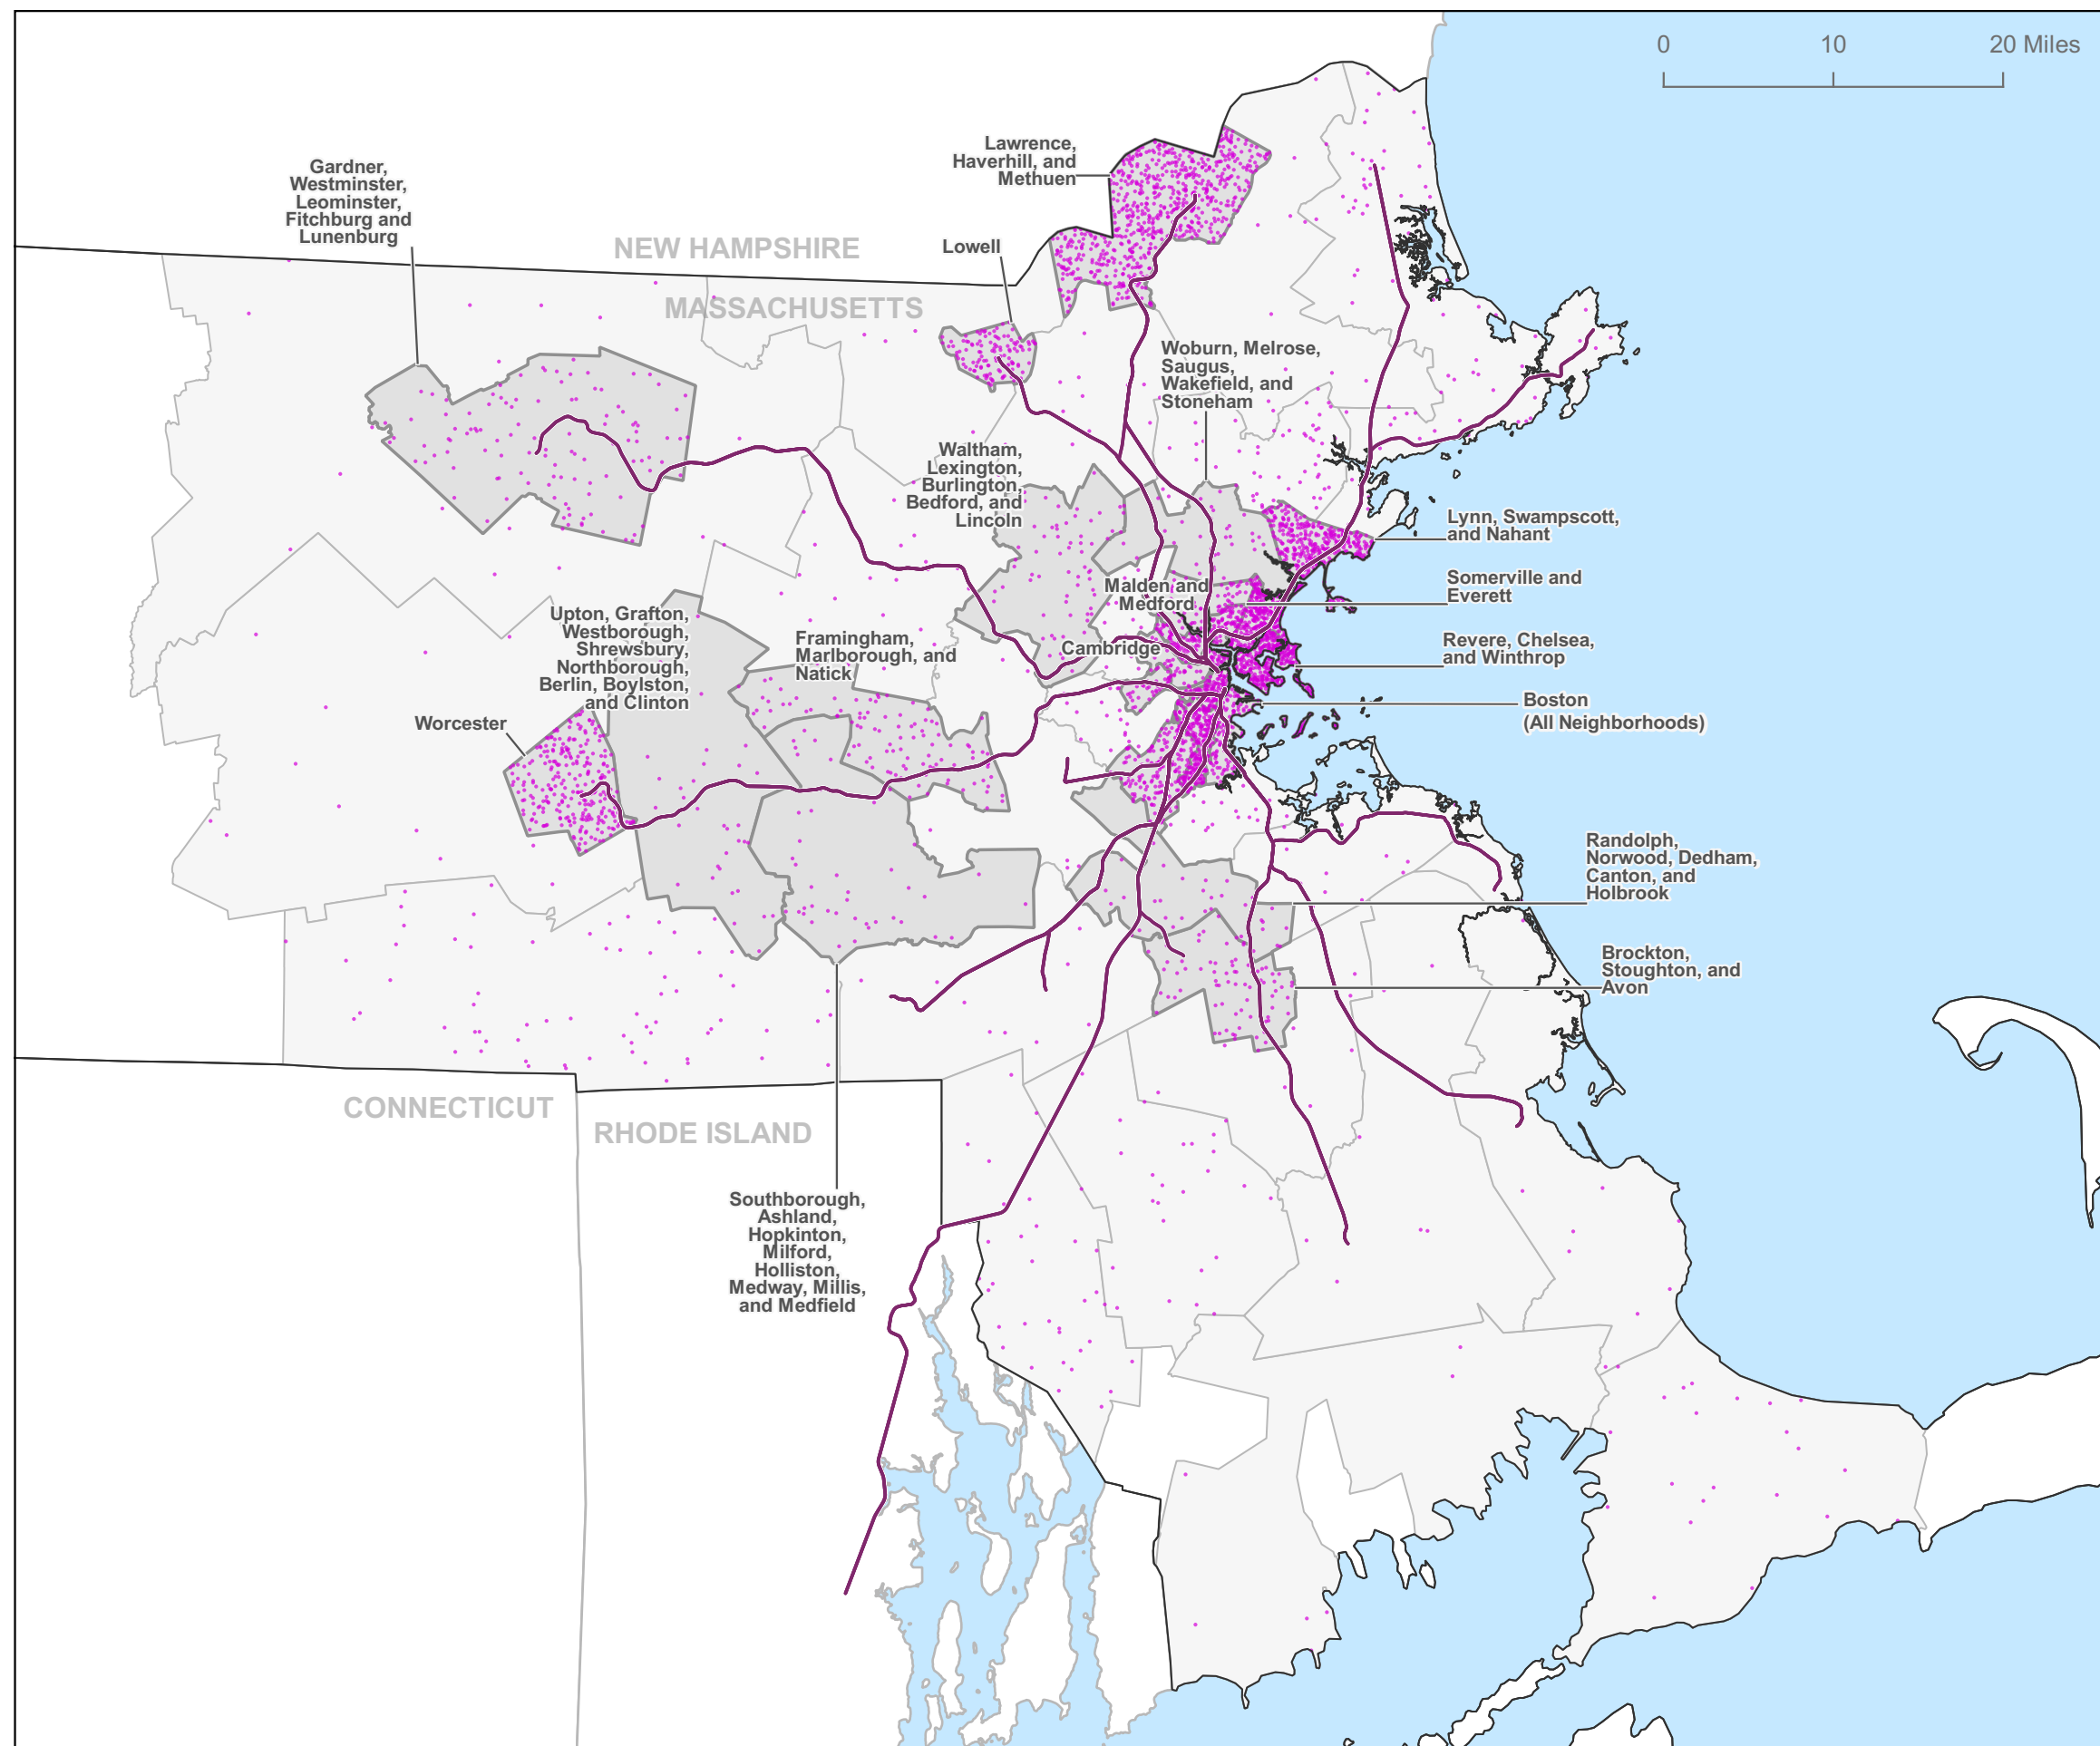 0 10 20 Miles
Lawrence,
Haverhill, and
Methuen
Gardner,
Westminster,
Leominster,
Fitchburg and
Lunenburg
NEW HAMPSHIRE
Lowell
MASSACHUSETTS
Woburn, Melrose,
Saugus,
Wakefield, and
Stoneham
Waltham,
Lexington,
Burlington,
Bedford, and
Lincoln
Lynn, Swampscott,
and Nahant
Malden and
Medford
Somerville and
Everett
Upton, Grafton,
Westborough,
Shrewsbury,
Northborough,
Berlin, Boylston,
and Clinton
Framingham,
Marlborough, and
Natick
Cambridge
Revere, Chelsea,
and Winthrop
Worcester
Boston
(All Neighborhoods)
Randolph,
Norwood, Dedham,
Canton, and
Holbrook
Brockton,
Stoughton, and
Avon
CONNECTICUT
RHODE ISLAND
Southborough,
Ashland,
Hopkinton,
Milford,
Holliston,
Medway, Millis,
and Medfield